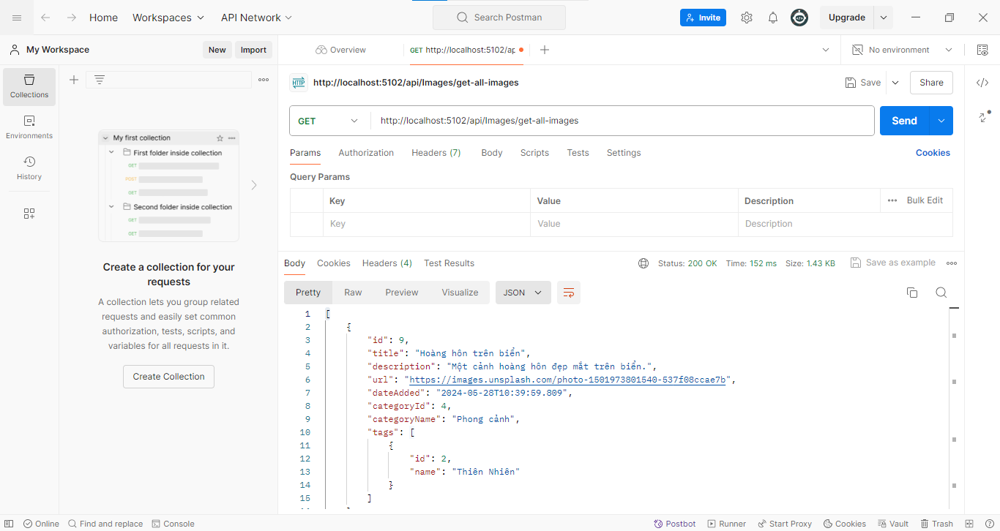 Home Workspaces API Network Search Postman Invite Upgrade
My Workspace New Import Overview GET http://localhost:5102/ap No environment
Collections
Environments
History
My first collection
First folder inside collection
GET
POST
GET
Second folder inside collection
GET
GET
Create a collection for your
requests
A collection lets you group related
requests and easily set common
authorization, tests, scripts, and
variables for all requests in it.
Create Collection
HTTP http://localhost:5102/api/Images/get-all-images Save Share
GET http://localhost:5102/api/Images/get-all-images Send
Params Authorization Headers (7) Body Scripts Tests Settings Cookies
Query Params
Key Value Description Bulk Edit
Key Value Description
Body Cookies Headers (4) Test Results Status: 200 OK Time: 152 ms Size: 1.43 KB Save as example
Pretty Raw Preview Visualize JSON
1 [
2 {
3 "id": 9,
4 "title": "Hoàng hôn trên biển",
5 "description": "Một cảnh hoàng hôn đẹp mắt trên biển.",
6 "url": "https://images.unsplash.com/photo-1501973801540-537f08ccae7b",
7 "dateAdded": "2024-05-28T10:39:59.809",
8 "categoryId": 4,
9 "categoryName": "Phong cảnh",
10 "tags": [
11 {
12 "id": 2,
13 "name": "Thiên Nhiên"
14 }
15 ]
Online Find and replace Console Postbot Runner Start Proxy Cookies Vault Trash